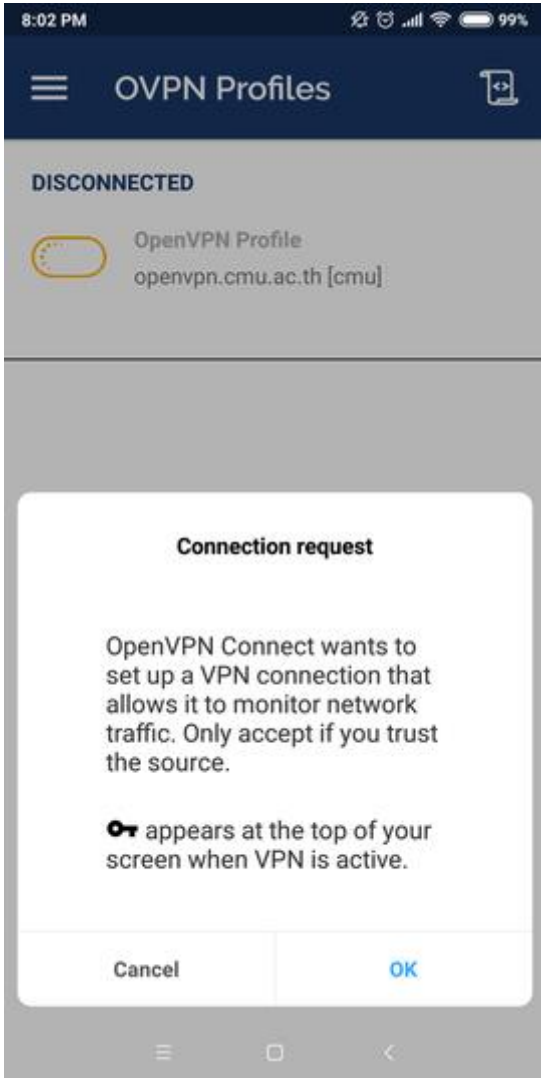 8:02 PM 99%
OVPN Profiles
DISCONNECTED
OpenVPN Profile
openvpn.cmu.ac.th [cmu]
Connection request
OpenVPN Connect wants to
set up a VPN connection that
allows it to monitor network
traffic. Only accept if you trust
the source.
appears at the top of your
screen when VPN is active.
Cancel OK